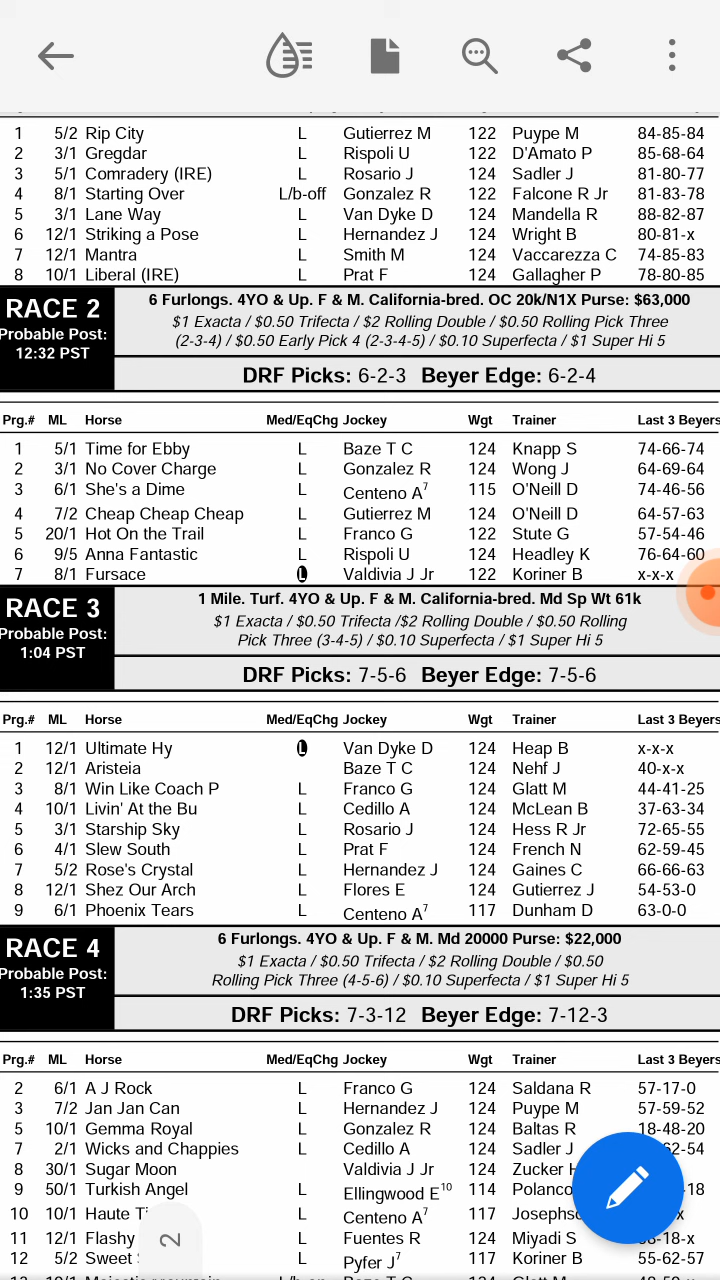 1 5/2 Rip City L Gutierrez M 122 Puype M 84-85-84
2 3/1 Gregdar L Rispoli U 122 D'Amato P 85-68-64
3 5/1 Comradery (IRE) L Rosario J 124 Sadler J 81-80-77
4 8/1 Starting Over L/b-off Gonzalez R 122 Falcone R Jr 81-83-78
5 3/1 Lane Way L Van Dyke D 124 Mandella R 88-82-87
6 12/1 Striking a Pose L Hernandez J 124 Wright B 80-81-x
7 12/1 Mantra L Smith M 124 Vaccarezza C 74-85-83
8 10/1 Liberal (IRE) L Prat F 124 Gallagher P 78-80-85
RACE 2
Probable Post:
12:32 PST
6 Furlongs. 4YO & Up. F & M. California-bred. OC 20k/N1X Purse: $63,000
$1 Exacta / $0.50 Trifecta / $2 Rolling Double / $0.50 Rolling Pick Three
(2-3-4) / $0.50 Early Pick 4 (2-3-4-5) / $0.10 Superfecta / $1 Super Hi 5
DRF Picks: 6-2-3 Beyer Edge: 6-2-4
Prg.# ML Horse Med/EqChg Jockey Wgt Trainer Last 3 Beyers
1 5/1 Time for Ebby L Baze T C 124 Knapp S 74-66-74
2 3/1 No Cover Charge L Gonzalez R 124 Wong J 64-69-64
3 6/1 She's a Dime L Centeno A7 115 O'Neill D 74-46-56
4 7/2 Cheap Cheap Cheap L Gutierrez M 124 O'Neill D 64-57-63
5 20/1 Hot On the Trail L Franco G 122 Stute G 57-54-46
6 9/5 Anna Fantastic L Rispoli U 124 Headley K 76-64-60
7 8/1 Fursace L Valdivia J Jr 122 Koriner B x-x-x
RACE 3
Probable Post:
1:04 PST
1 Mile. Turf. 4YO & Up. F & M. California-bred. Md Sp Wt 61k
$1 Exacta / $0.50 Trifecta /$2 Rolling Double / $0.50 Rolling
Pick Three (3-4-5) / $0.10 Superfecta / $1 Super Hi 5
DRF Picks: 7-5-6 Beyer Edge: 7-5-6
Prg.# ML Horse Med/EqChg Jockey Wgt Trainer Last 3 Beyers
1 12/1 Ultimate Hy L Van Dyke D 124 Heap B x-x-x
2 12/1 Aristeia Baze T C 124 Nehf J 40-x-x
3 8/1 Win Like Coach P L Franco G 124 Glatt M 44-41-25
4 10/1 Livin' At the Bu L Cedillo A 124 McLean B 37-63-34
5 3/1 Starship Sky L Rosario J 124 Hess R Jr 72-65-55
6 4/1 Slew South L Prat F 124 French N 62-59-45
7 5/2 Rose's Crystal L Hernandez J 124 Gaines C 66-66-63
8 12/1 Shez Our Arch L Flores E 124 Gutierrez J 54-53-0
9 6/1 Phoenix Tears L Centeno A7 117 Dunham D 63-0-0
RACE 4
Probable Post:
1:35 PST
6 Furlongs. 4YO & Up. F & M. Md 20000 Purse: $22,000
$1 Exacta / $0.50 Trifecta / $2 Rolling Double / $0.50
Rolling Pick Three (4-5-6) / $0.10 Superfecta / $1 Super Hi 5
DRF Picks: 7-3-12 Beyer Edge: 7-12-3
Prg.# ML Horse Med/EqChg Jockey Wgt Trainer Last 3 Beyers
2 6/1 A J Rock L Franco G 124 Saldana R 57-17-0
3 7/2 Jan Jan Can L Hernandez J 124 Puype M 57-59-52
5 10/1 Gemma Royal L Gonzalez R 124 Baltas R 18-48-20
7 2/1 Wicks and Chappies L Cedillo A 124 Sadler J 62-54
8 30/1 Sugar Moon Valdivia J Jr 124 Zucker
9 50/1 Turkish Angel L Ellingwood E10 114 Polanco -18
10 10/1 Haute L Centeno A7 117 x
11 12/1 Flashy L Fuentes R 124 Miyadi S -18-x
12 5/2 Sweet L Pyfer J7 117 Koriner B 55-62-57
2